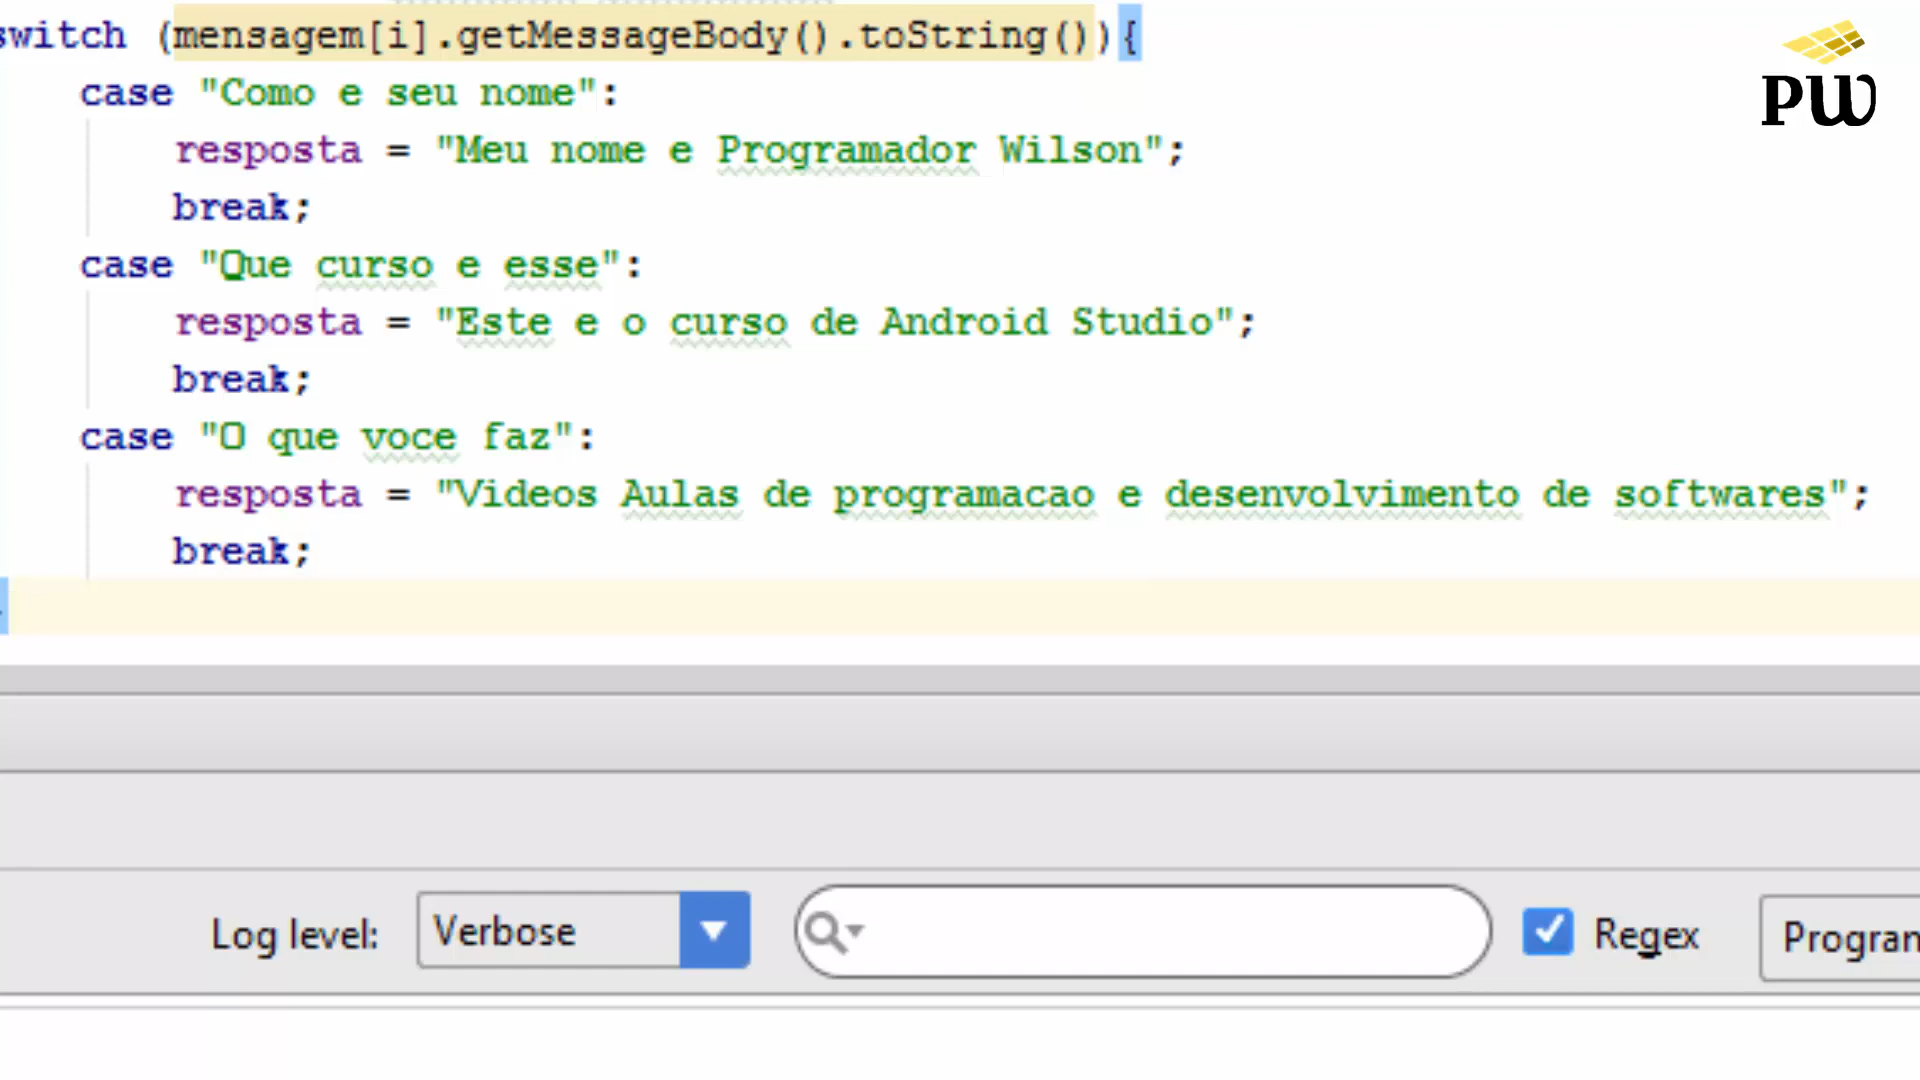 switch (mensagem[i].getMessageBody().toString()){
case "Como e seu nome":
resposta = "Meu nome e Programador Wilson";
break;
case "Que curso e esse":
resposta = "Este e o curso de Android Studio";
break;
case "O que voce faz":
resposta = "Videos Aulas de programacao e desenvolvimento de softwares";
break;
PW
Log level: Verbose Regex Program